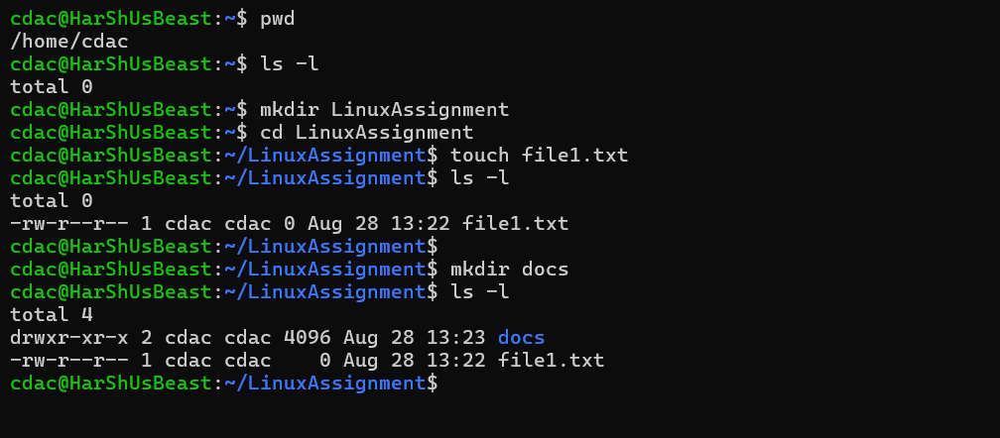 cdac@HarShUsBeast:~$ pwd
/home/cdac
cdac@HarShUsBeast:~$ ls -l
total 0
cdac@HarShUsBeast:~$ mkdir LinuxAssignment
cdac@HarShUsBeast:~$ cd LinuxAssignment
cdac@HarShUsBeast:~/LinuxAssignment$ touch file1.txt
cdac@HarShUsBeast:~/LinuxAssignment$ ls -l
total 0
-rw-r--r-- 1 cdac cdac 0 Aug 28 13:22 file1.txt
cdac@HarShUsBeast:~/LinuxAssignment$
cdac@HarShUsBeast:~/LinuxAssignment$ mkdir docs
cdac@HarShUsBeast:~/LinuxAssignment$ ls -l
total 4
drwxr-xr-x 2 cdac cdac 4096 Aug 28 13:23 docs
-rw-r--r-- 1 cdac cdac    0 Aug 28 13:22 file1.txt
cdac@HarShUsBeast:~/LinuxAssignment$